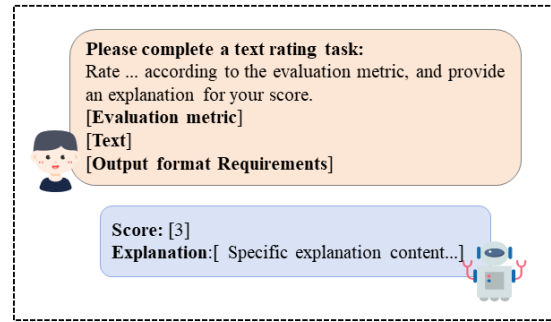 Please complete a text rating task:
Rate ... according to the evaluation metric, and provide
an explanation for your score.
[Evaluation metric]
[Text]
[Output format Requirements]
Score: [3]
Explanation:[ Specific explanation content...]